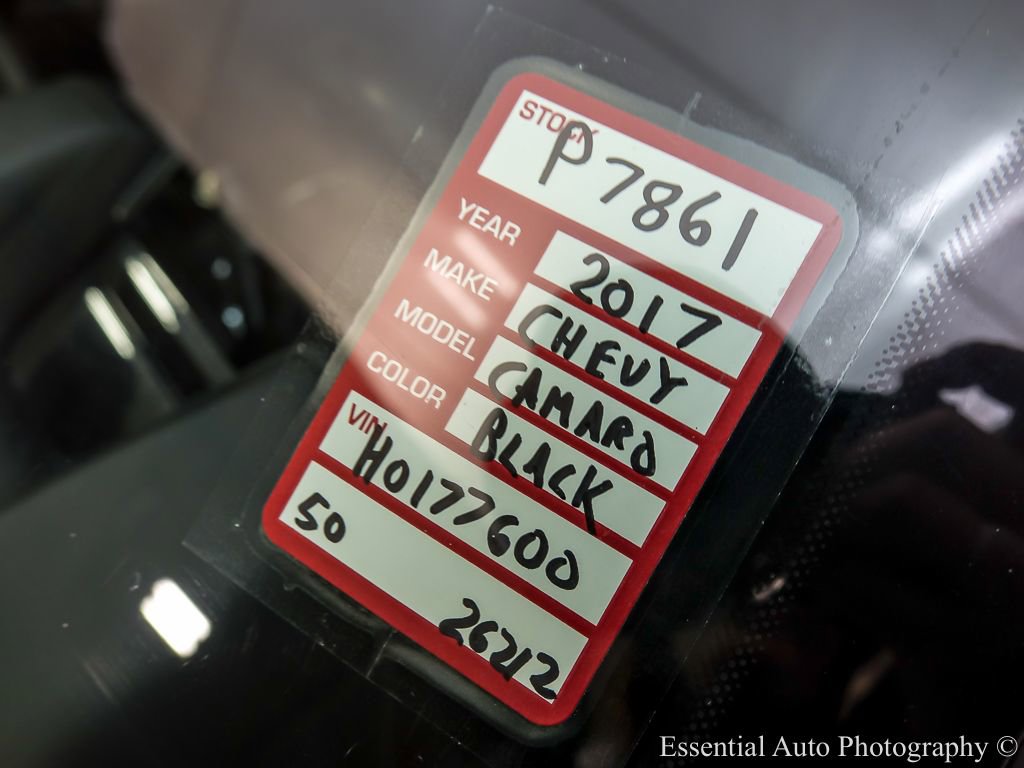 STOCK P7861
YEAR 2017
MAKE CHEVY
MODEL CAMARO
COLOR BLACK
VIN H0177600
50 26212
Essential Auto Photography ©